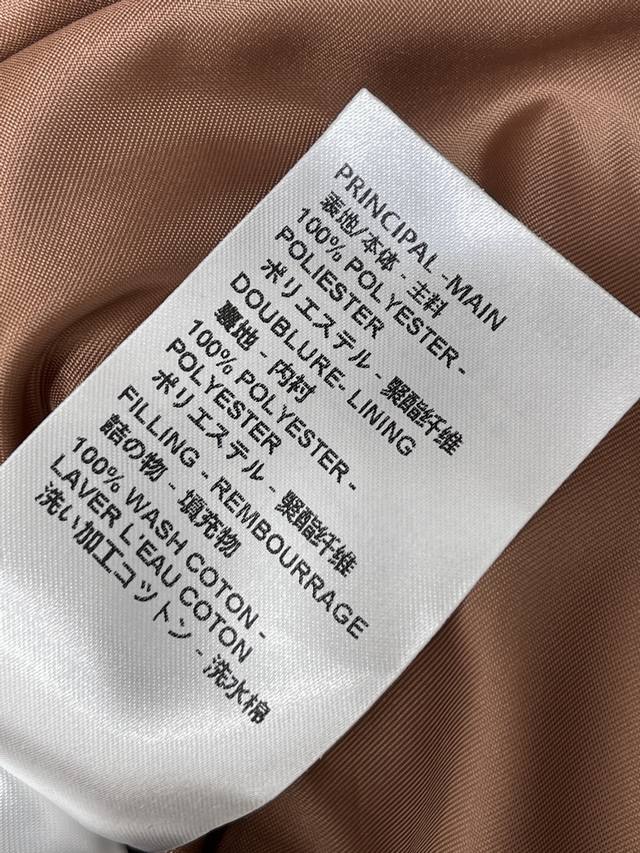 PRINCIPAL -MAIN
表地/本体 - 主料
100% POLYESTER -
POLIESTER
ポリエステル - 聚酯纤维
DOUBLURE- LINING
裏地 - 内衬
100% POLYESTER -
POLYESTER
ポリエステル - 聚酯纤维
FILLING - REMBOURRAGE
詰の物 - 填充物
100% WASH COTON -
LAVER L'EAU COTON
洗い加工コットン - 洗水棉